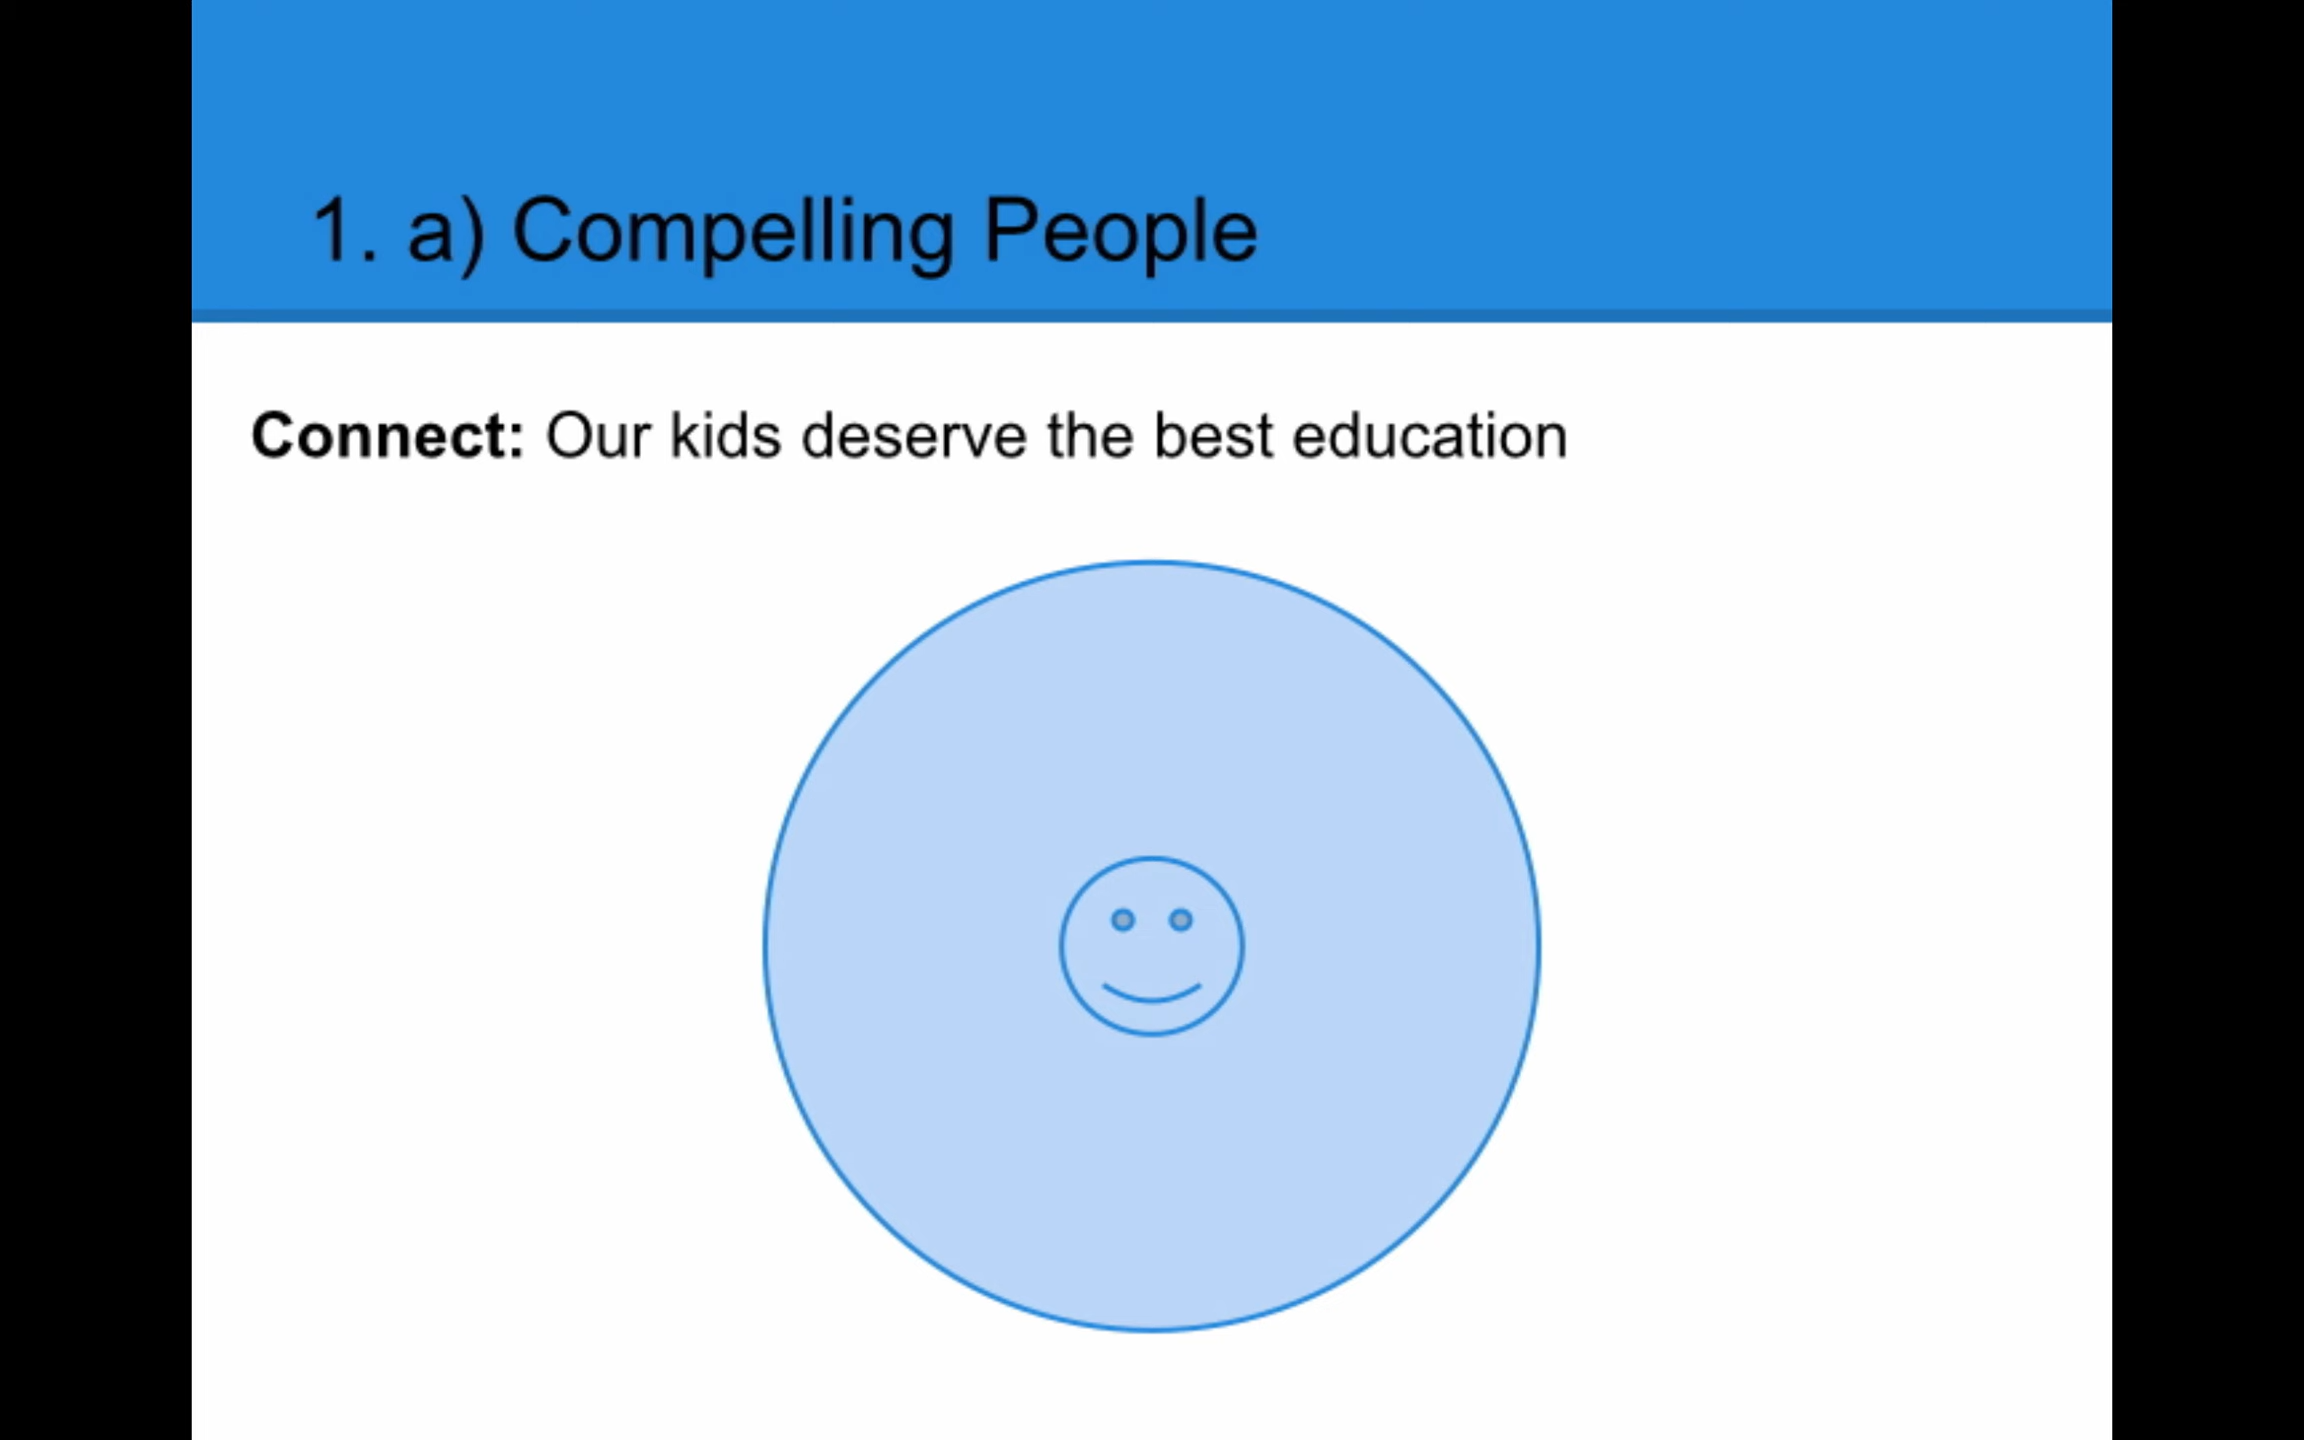 1. a) Compelling People
Connect: Our kids deserve the best education